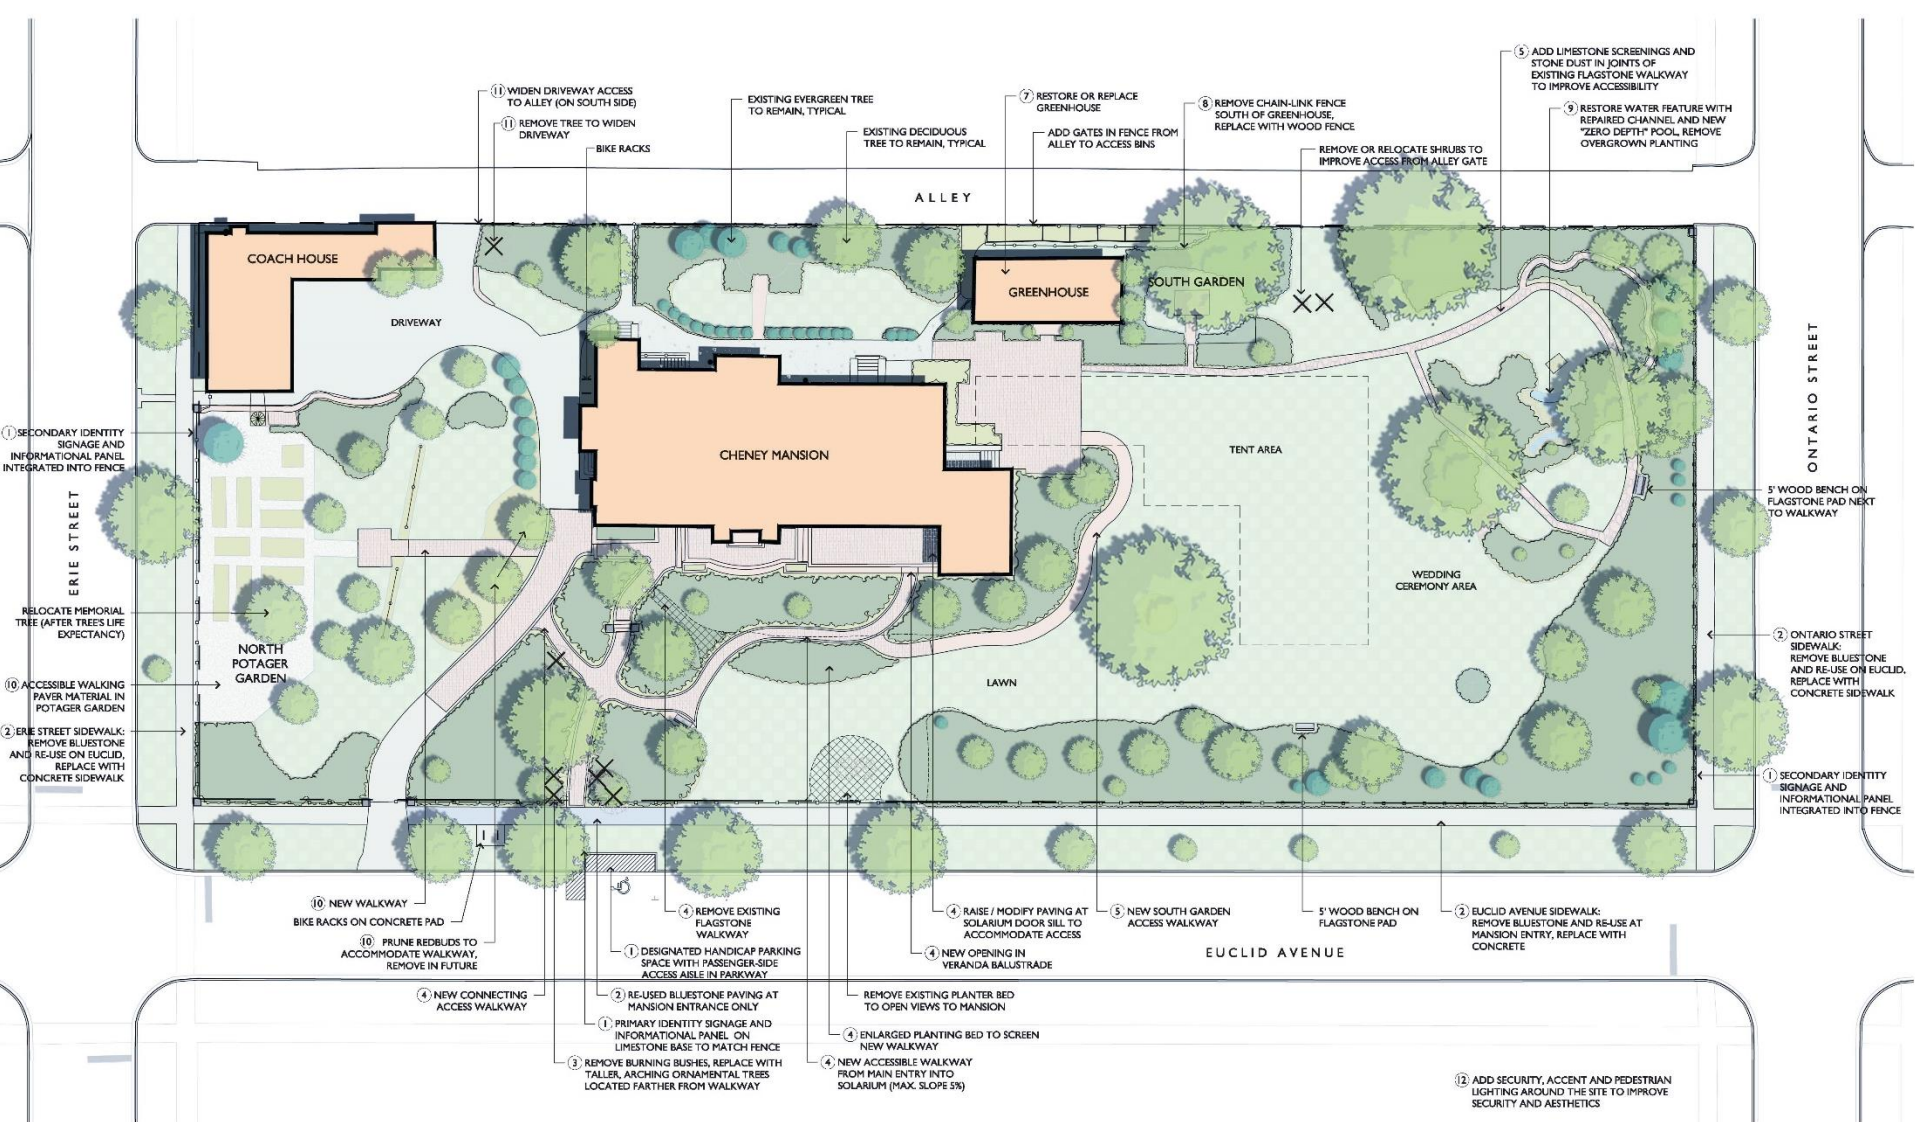 5 ADD LIMESTONE SCREENINGS AND
STONE DUST IN JOINTS OF
EXISTING FLAGSTONE WALKWAY
TO IMPROVE ACCESSIBILITY
11 WIDEN DRIVEWAY ACCESS
TO ALLEY (ON SOUTH SIDE)
11 REMOVE TREE TO WIDEN
DRIVEWAY
BIKE RACKS
EXISTING EVERGREEN TREE
TO REMAIN, TYPICAL
EXISTING DECIDUOUS
TREE TO REMAIN, TYPICAL
7 RESTORE OR REPLACE
GREENHOUSE
ADD GATES IN FENCE FROM
ALLEY TO ACCESS BINS
8 REMOVE CHAIN-LINK FENCE
SOUTH OF GREENHOUSE,
REPLACE WITH WOOD FENCE
REMOVE OR RELOCATE SHRUBS TO
IMPROVE ACCESS FROM ALLEY GATE
9 RESTORE WATER FEATURE WITH
REPAIRED CHANNEL AND NEW
"ZERO DEPTH" POOL, REMOVE
OVERGROWN PLANTING
ALLEY
COACH HOUSE
DRIVEWAY
GREENHOUSE
SOUTH GARDEN
CHENEY MANSION
TENT AREA
WEDDING
CEREMONY AREA
LAWN
NORTH
POTAGER
GARDEN
ERIE STREET
ONTARIO STREET
1 SECONDARY IDENTITY
SIGNAGE AND
INFORMATIONAL PANEL
INTEGRATED INTO FENCE
RELOCATE MEMORIAL
TREE (AFTER TREE'S LIFE
EXPECTANCY)
10 ACCESSIBLE WALKING
PAVER MATERIAL IN
POTAGER GARDEN
2 ERIE STREET SIDEWALK:
REMOVE BLUESTONE
AND RE-USE ON EUCLID,
REPLACE WITH
CONCRETE SIDEWALK
5' WOOD BENCH ON
FLAGSTONE PAD NEXT
TO WALKWAY
2 ONTARIO STREET
SIDEWALK:
REMOVE BLUESTONE
AND RE-USE ON EUCLID,
REPLACE WITH
CONCRETE SIDEWALK
1 SECONDARY IDENTITY
SIGNAGE AND
INFORMATIONAL PANEL
INTEGRATED INTO FENCE
10 NEW WALKWAY
BIKE RACKS ON CONCRETE PAD
10 PRUNE REDBUDS TO
ACCOMMODATE WALKWAY,
REMOVE IN FUTURE
4 NEW CONNECTING
ACCESS WALKWAY
4 REMOVE EXISTING
FLAGSTONE
WALKWAY
1 DESIGNATED HANDICAP PARKING
SPACE WITH PASSENGER-SIDE
ACCESS AISLE IN PARKWAY
2 RE-USED BLUESTONE PAVING AT
MANSION ENTRANCE ONLY
1 PRIMARY IDENTITY SIGNAGE AND
INFORMATIONAL PANEL ON
LIMESTONE BASE TO MATCH FENCE
3 REMOVE BURNING BUSHES, REPLACE WITH
TALLER, ARCHING ORNAMENTAL TREES
LOCATED FARTHER FROM WALKWAY
4 RAISE / MODIFY PAVING AT
SOLARIUM DOOR SILL TO
ACCOMMODATE ACCESS
4 NEW OPENING IN
VERANDA BALUSTRADE
REMOVE EXISTING PLANTER BED
TO OPEN VIEWS TO MANSION
4 ENLARGED PLANTING BED TO SCREEN
NEW WALKWAY
4 NEW ACCESSIBLE WALKWAY
FROM MAIN ENTRY INTO
SOLARIUM (MAX. SLOPE 5%)
5 NEW SOUTH GARDEN
ACCESS WALKWAY
5' WOOD BENCH ON
FLAGSTONE PAD
2 EUCLID AVENUE SIDEWALK:
REMOVE BLUESTONE AND RE-USE AT
MANSION ENTRY, REPLACE WITH
CONCRETE
EUCLID AVENUE
12 ADD SECURITY, ACCENT AND PEDESTRIAN
LIGHTING AROUND THE SITE TO IMPROVE
SECURITY AND AESTHETICS